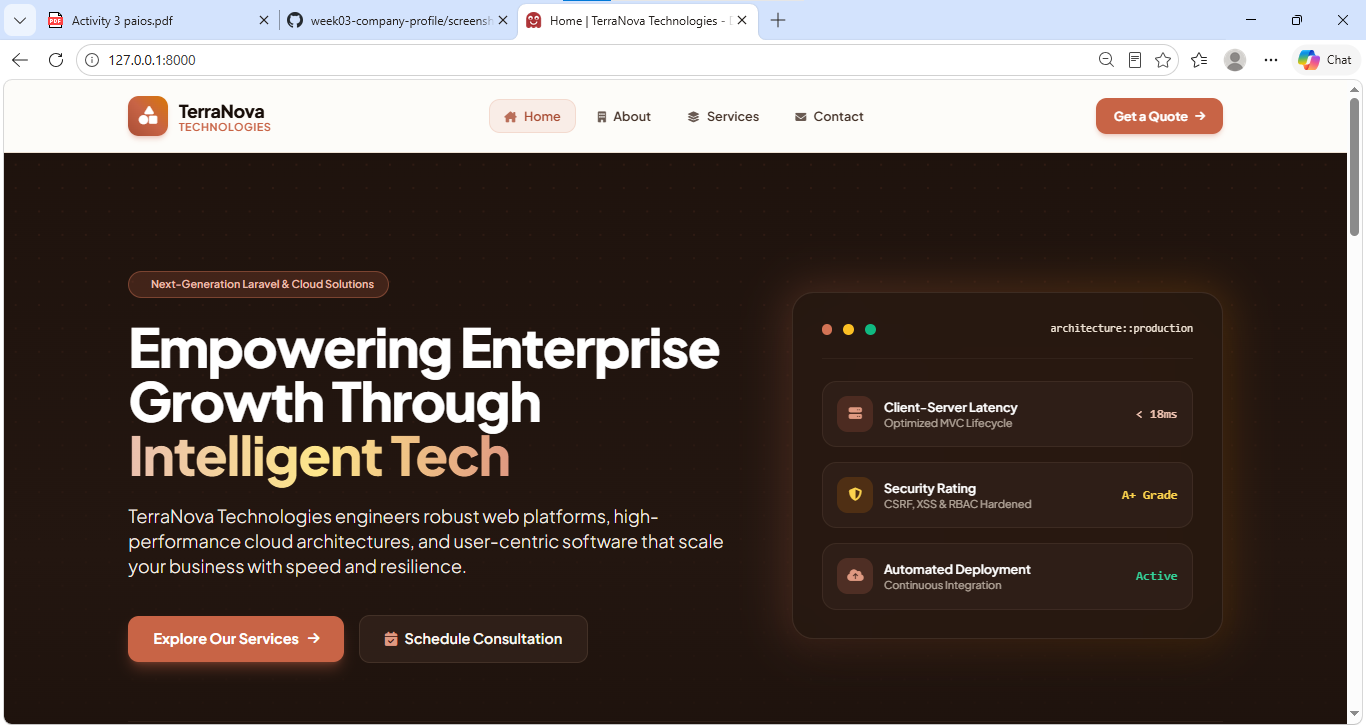 Activity 3 paios.pdf
week03-company-profile/screensh
Home | TerraNova Technologies -
127.0.0.1:8000
Chat
TerraNova
TECHNOLOGIES
Home
About
Services
Contact
Get a Quote
Next-Generation Laravel & Cloud Solutions
Empowering Enterprise
Growth Through
Intelligent Tech
TerraNova Technologies engineers robust web platforms, high-
performance cloud architectures, and user-centric software that scale
your business with speed and resilience.
Explore Our Services
Schedule Consultation
architecture::production
Client-Server Latency
Optimized MVC Lifecycle
< 18ms
Security Rating
CSRF, XSS & RBAC Hardened
A+ Grade
Automated Deployment
Continuous Integration
Active